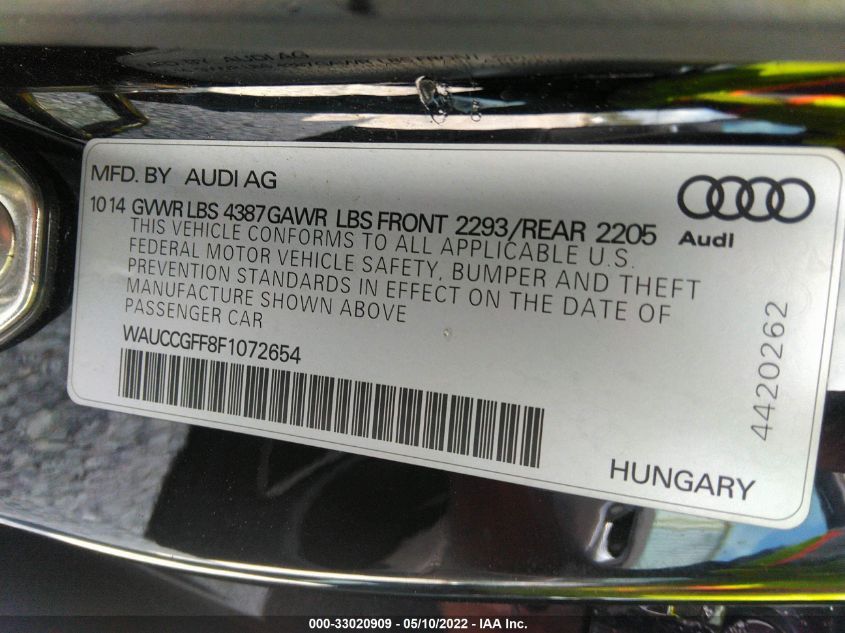 MFD. BY AUDI AG
10 14 GVWR LBS 4387 GAWR LBS FRONT 2293/REAR 2205
Audi
THIS VEHICLE CONFORMS TO ALL APPLICABLE U.S.
FEDERAL MOTOR VEHICLE SAFETY, BUMPER AND THEFT
PREVENTION STANDARDS IN EFFECT ON THE DATE OF
MANUFACTURE SHOWN ABOVE
PASSENGER CAR
WAUCCGFF8F1072654
4420262
HUNGARY
000-33020909 - 05/10/2022 - IAA Inc.